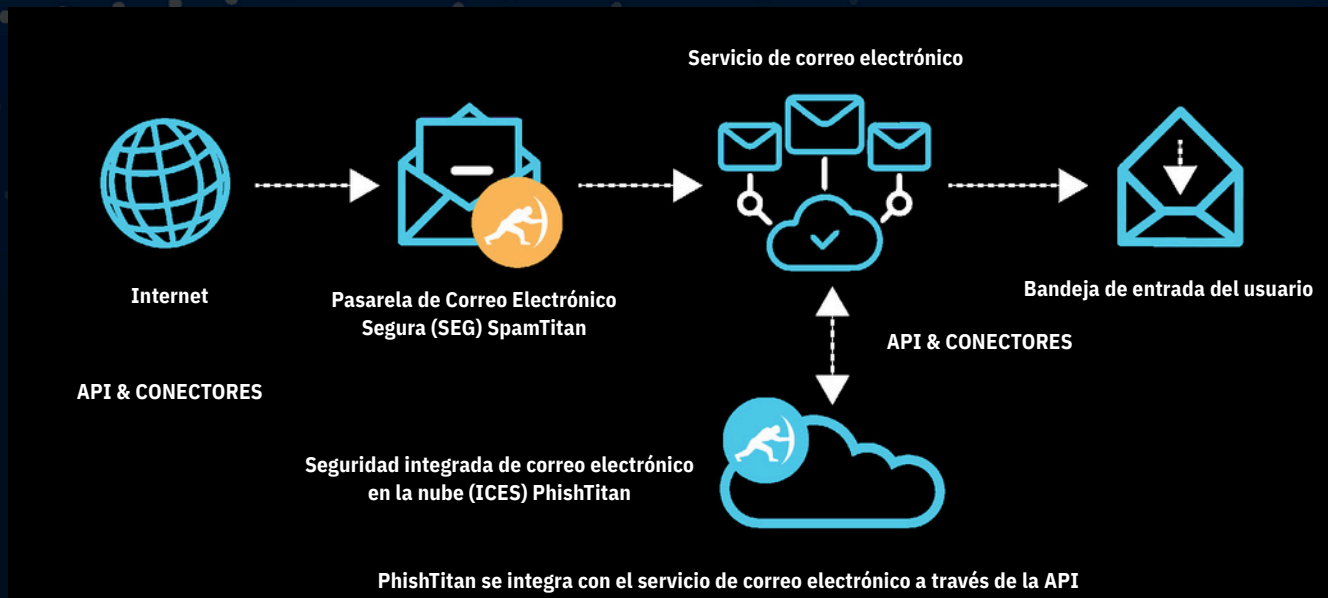 Servicio de correo electrónico
Internet
Pasarela de Correo Electrónico
Segura (SEG) SpamTitan
Bandeja de entrada del usuario
API & CONECTORES
API & CONECTORES
Seguridad integrada de correo electrónico
en la nube (ICES) PhishTitan
PhishTitan se integra con el servicio de correo electrónico a través de la API